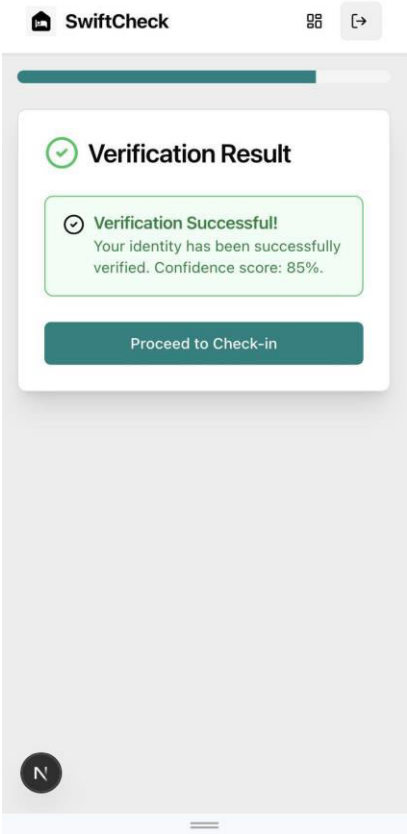 SwiftCheck
Verification Result
Verification Successful!
Your identity has been successfully
verified. Confidence score: 85%.
Proceed to Check-in
N